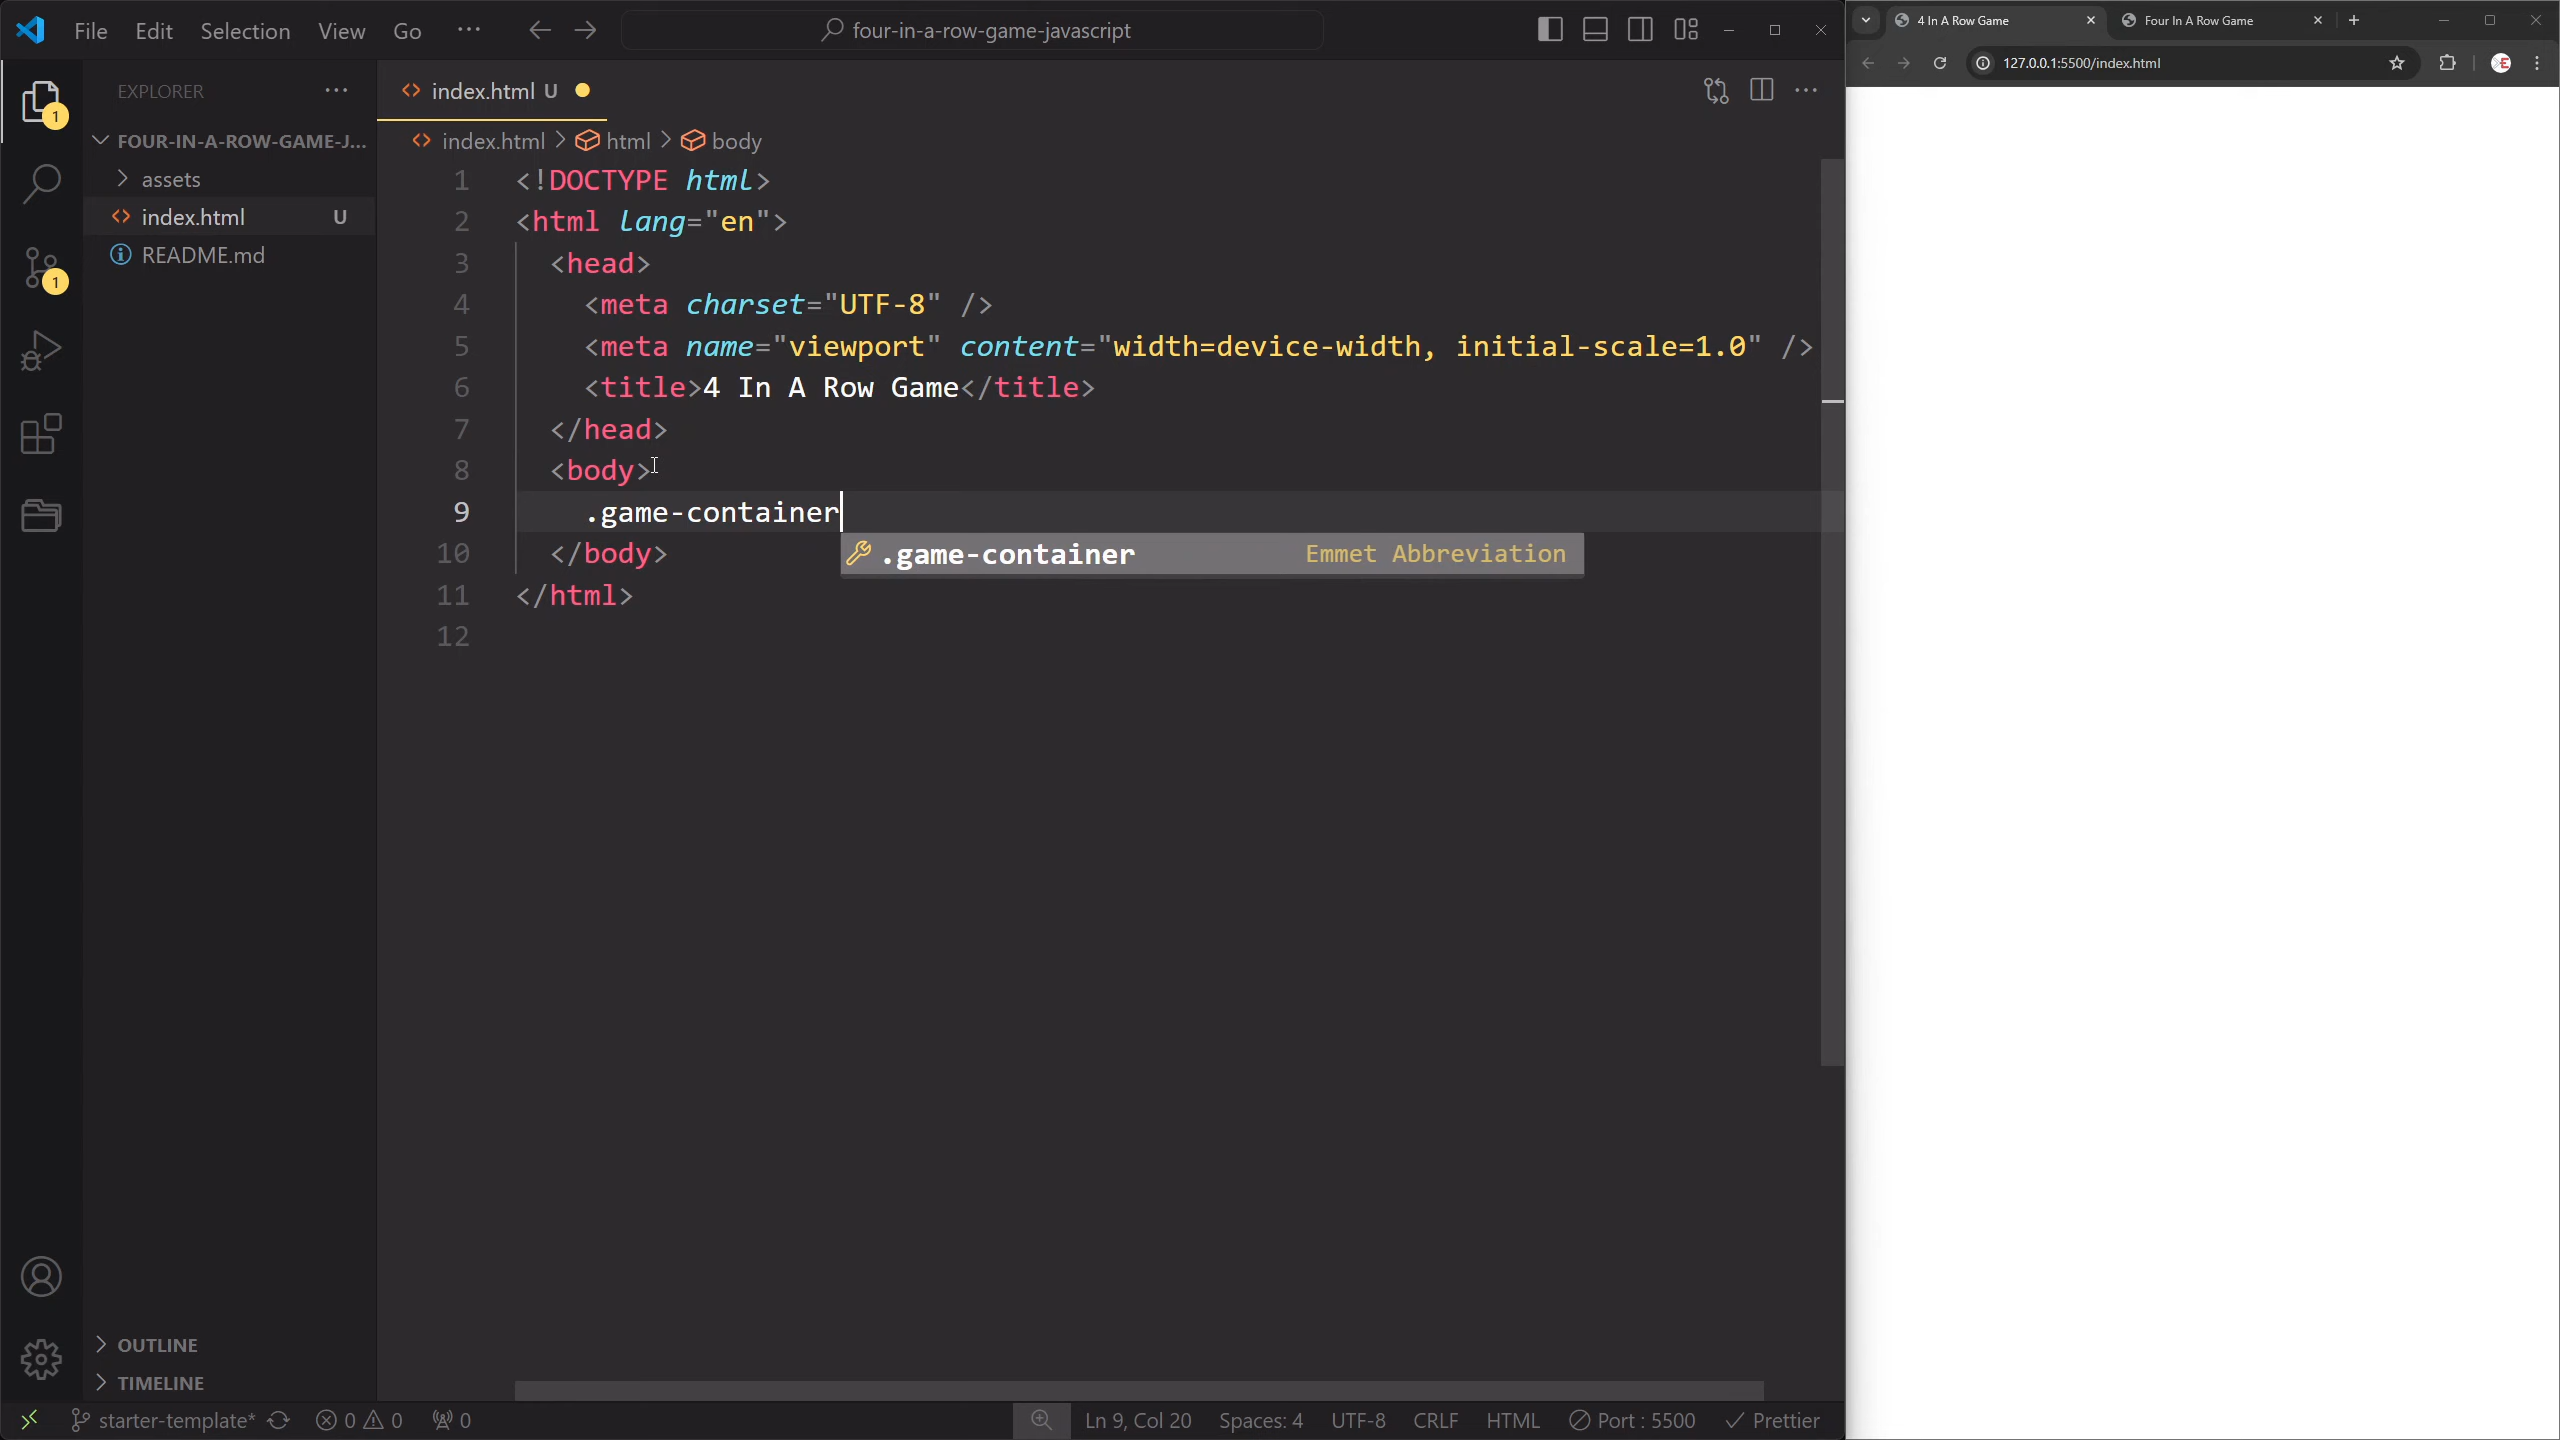 File Edit Selection View Go ··· four-in-a-row-game-javascript
4 In A Row Game Four In A Row Game
127.0.0.1:5500/index.html
EXPLORER ···
1
FOUR-IN-A-ROW-GAME-J...
assets
index.html U
README.md
1
OUTLINE
TIMELINE
index.html U
index.html > html > body
1 <!DOCTYPE html>
2 <html lang="en">
3 <head>
4 <meta charset="UTF-8" />
5 <meta name="viewport" content="width=device-width, initial-scale=1.0" />
6 <title>4 In A Row Game</title>
7 </head>
8 <body>
9 .game-container
.game-container Emmet Abbreviation
10 </body>
11 </html>
12
starter-template* 0 0 0 Ln 9, Col 20 Spaces: 4 UTF-8 CRLF HTML Port : 5500 Prettier